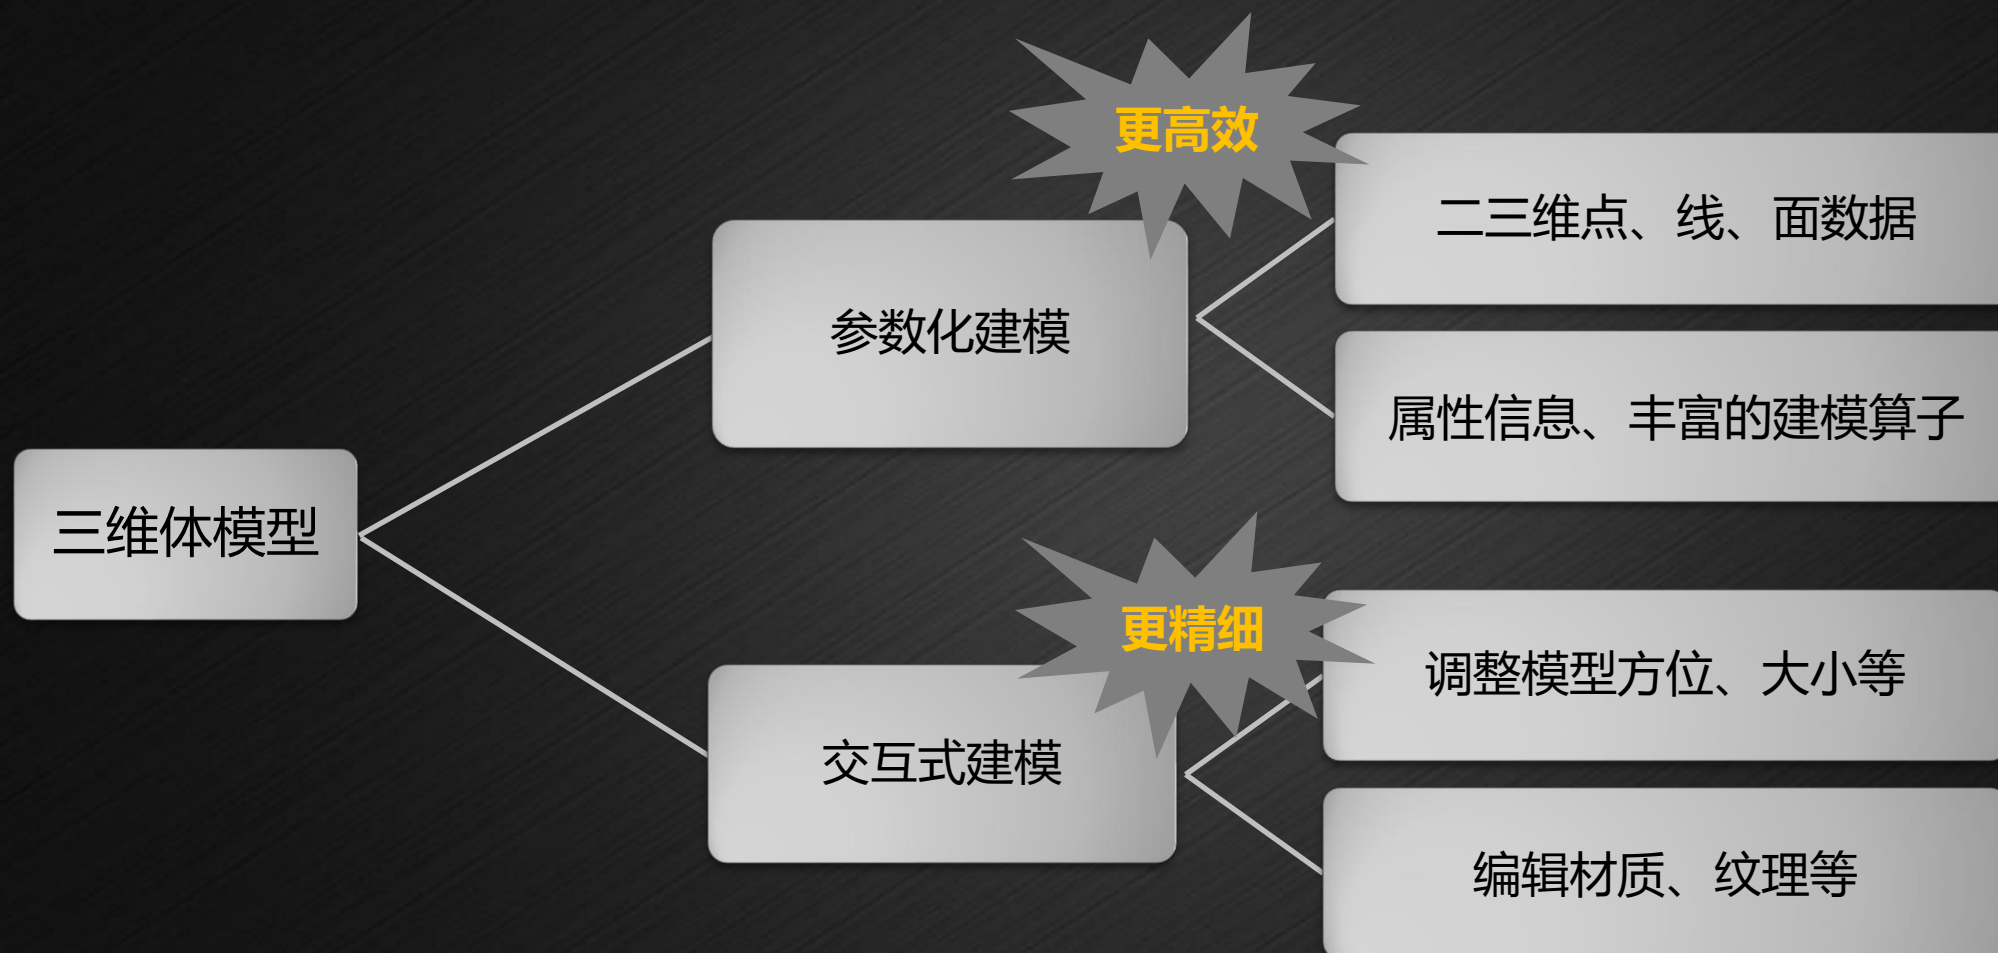 更高效
二三维点、线、面数据
参数化建模
属性信息、丰富的建模算子
三维体模型
更精细
调整模型方位、大小等
交互式建模
编辑材质、纹理等